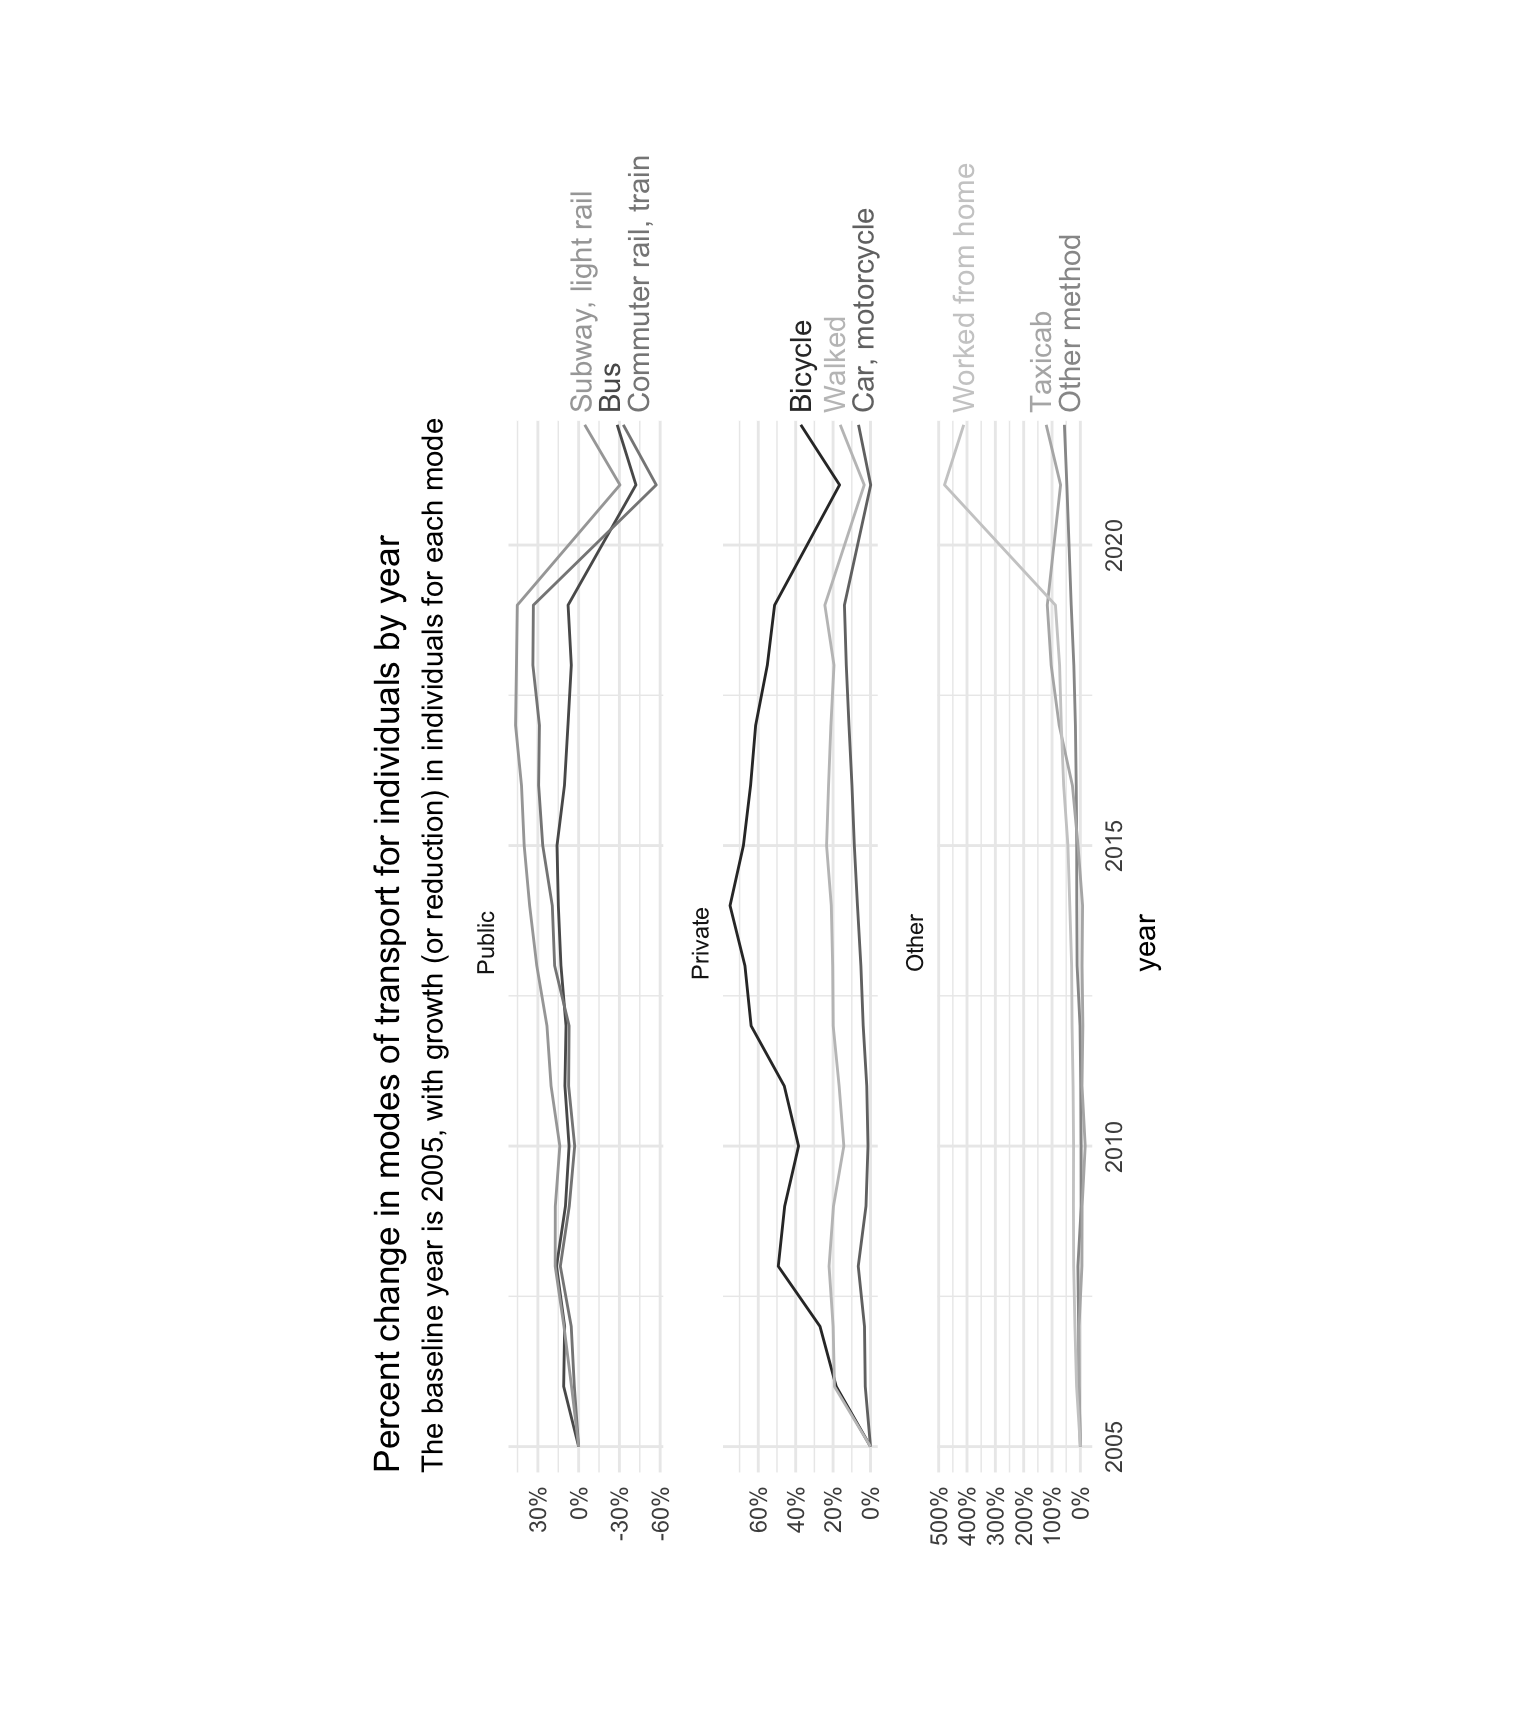 Percent change in modes of transport for individuals by year
The baseline year is 2005, with growth (or reduction) in individuals for each mode
Public
30%
0%
-30%
-60%
Subway, light rail
Bus
Commuter rail, train
Private
60%
40%
20%
0%
Bicycle
Walked
Car, motorcycle
Other
500%
400%
300%
200%
100%
0%
Worked from home
Taxicab
Other method
2005 2010 2015 2020
year